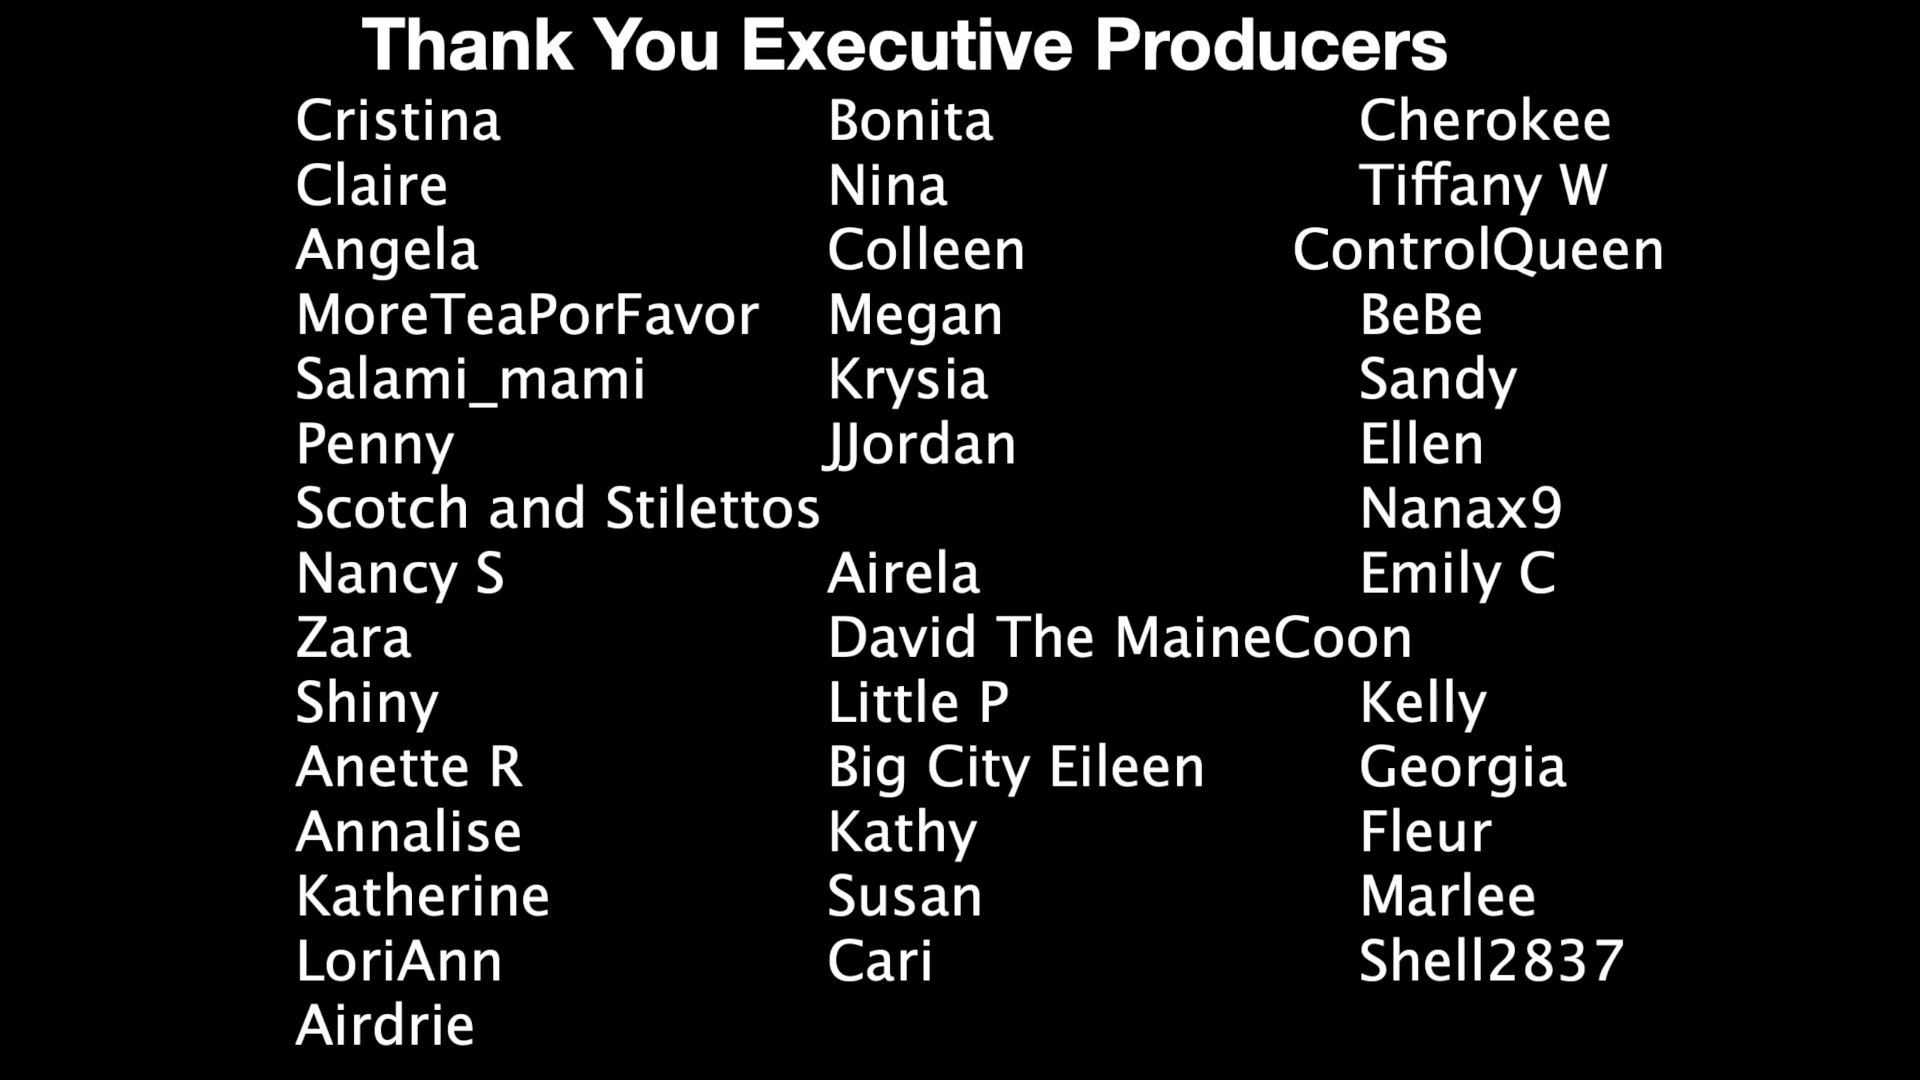 Thank You Executive Producers
Cristina Bonita Cherokee
Claire Nina Tiffany W
Angela Colleen ControlQueen
MoreTeaPorFavor Megan BeBe
Salami_mami Krysia Sandy
Penny JJordan Ellen
Scotch and Stilettos Nanax9
Nancy S Airela Emily C
Zara David The MaineCoon
Shiny Little P Kelly
Anette R Big City Eileen Georgia
Annalise Kathy Fleur
Katherine Susan Marlee
LoriAnn Cari Shell2837
Airdrie